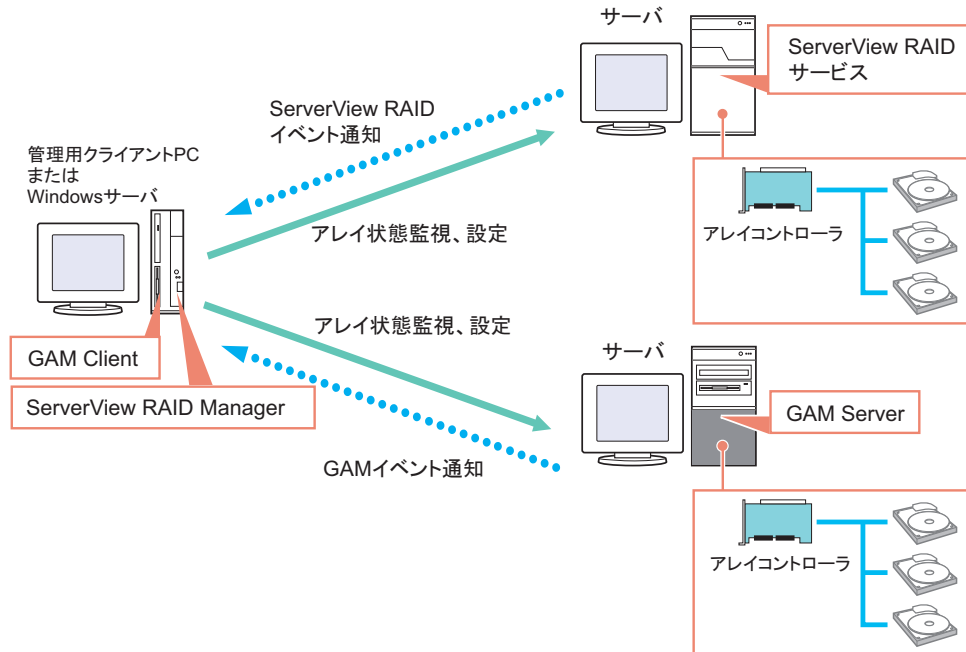 サーバ
ServerView RAID
サービス
ServerView RAID
イベント通知
管理用クライアントPC
または
Windowsサーバ
アレイ状態監視、設定
アレイコントローラ
アレイ状態監視、設定
サーバ
GAM Client
ServerView RAID Manager
GAM Server
GAMイベント通知
アレイコントローラ